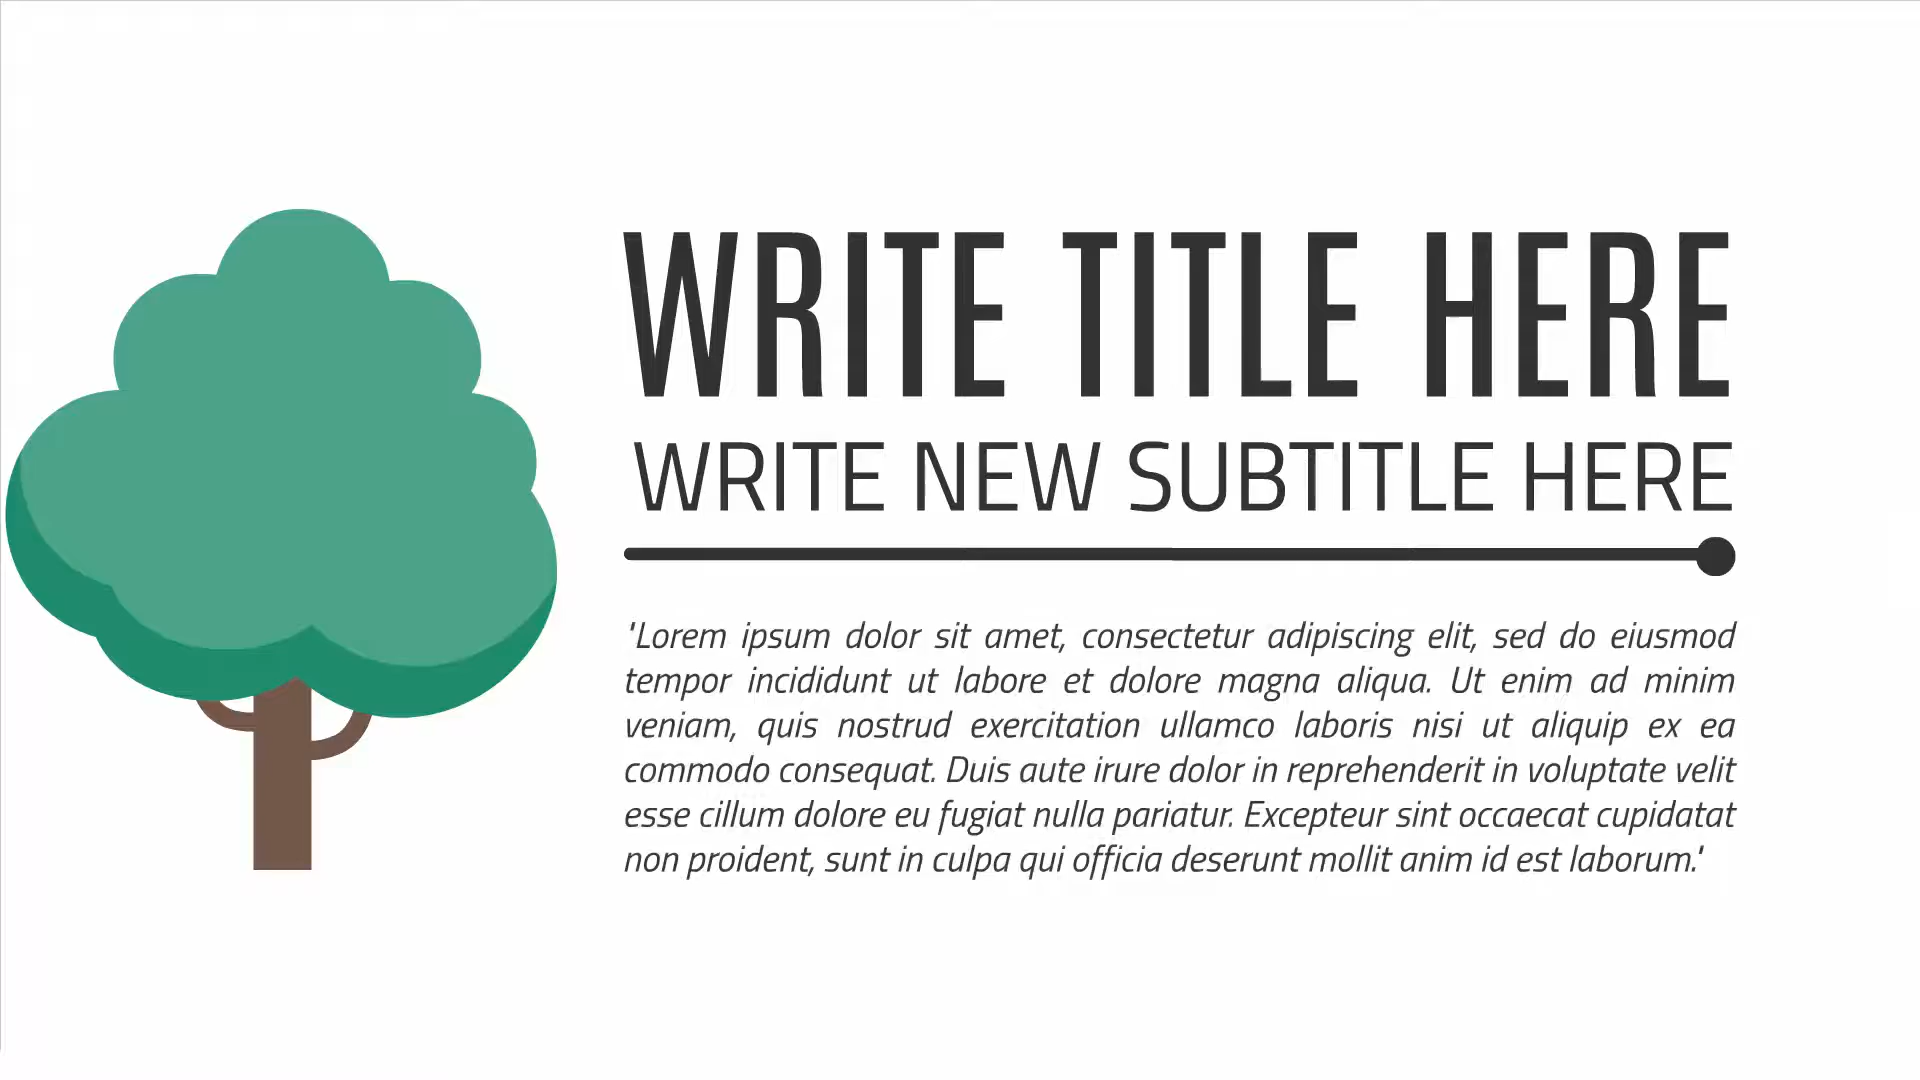 WRITE TITLE HERE
WRITE NEW SUBTITLE HERE
'Lorem ipsum dolor sit amet, consectetur adipiscing elit, sed do eiusmod
tempor incididunt ut labore et dolore magna aliqua. Ut enim ad minim
veniam, quis nostrud exercitation ullamco laboris nisi ut aliquip ex ea
commodo consequat. Duis aute irure dolor in reprehenderit in voluptate velit
esse cillum dolore eu fugiat nulla pariatur. Excepteur sint occaecat cupidatat
non proident, sunt in culpa qui officia deserunt mollit anim id est laborum.'